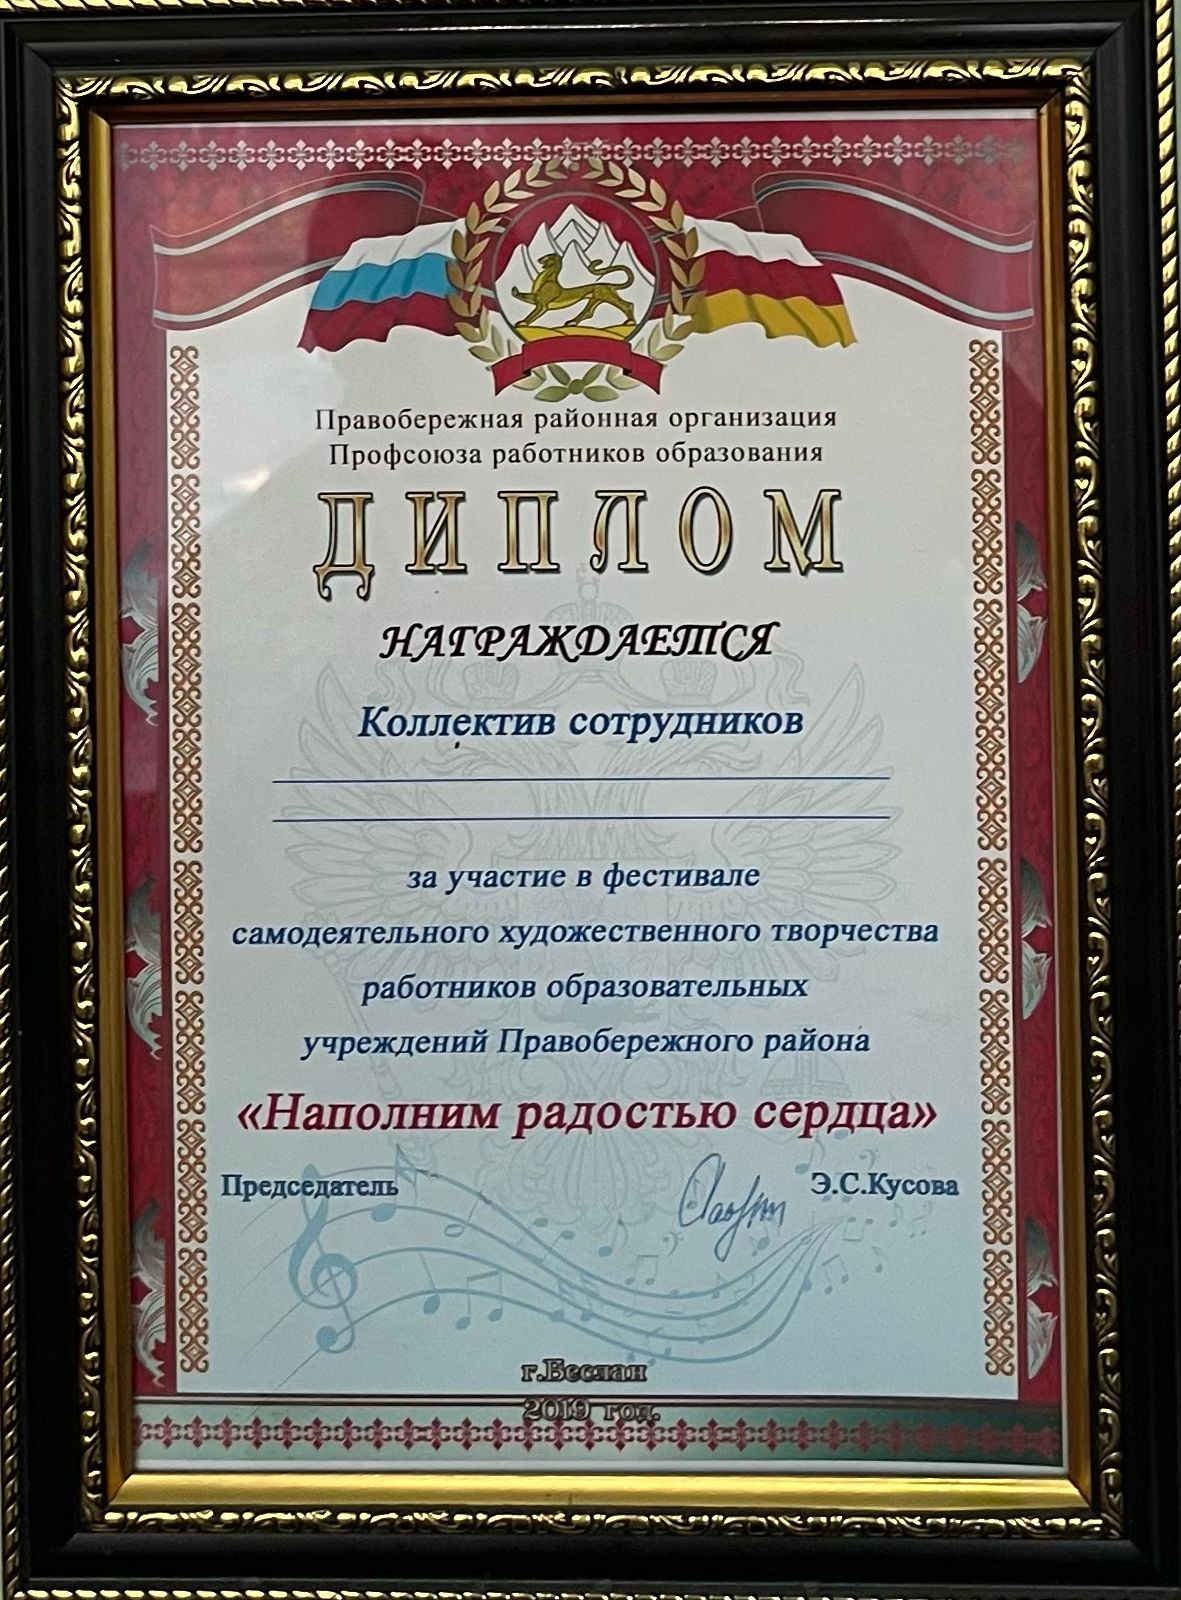 Правобережная районная организация
Профсоюза работников образования
ДИПЛОМ
НАГРАЖДАЕТСЯ
Коллектив сотрудников
за участие в фестивале
самодеятельного художественного творчества
работников образовательных
учреждений Правобережного района
«Наполним радостью сердца»
Председатель Э.С.Кусова
г.Беслан
2019 год.